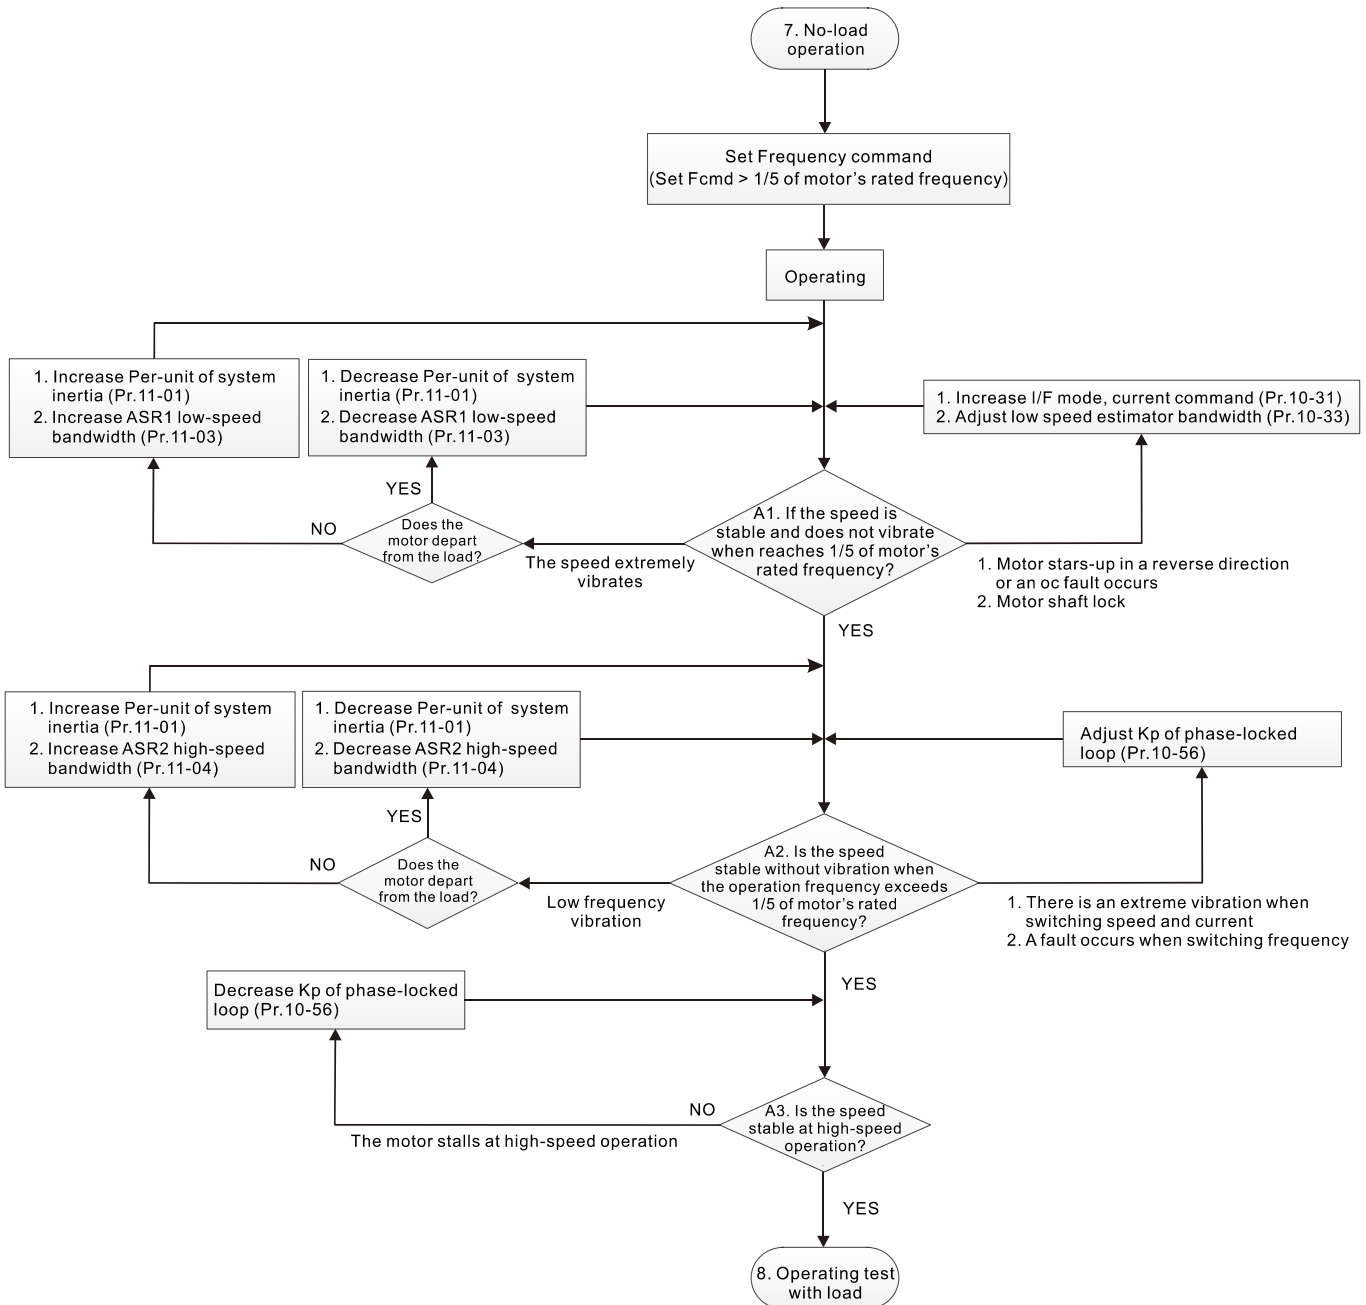 7. No-load
operation
Set Frequency command
(Set Fcmd > 1/5 of motor's rated frequency)
Operating
1. Increase Per-unit of system
inertia (Pr.11-01)
2. Increase ASR1 low-speed
bandwidth (Pr.11-03)
1. Decrease Per-unit of system
inertia (Pr.11-01)
2. Decrease ASR1 low-speed
bandwidth (Pr.11-03)
1. Increase I/F mode, current command (Pr.10-31)
2. Adjust low speed estimator bandwidth (Pr.10-33)
YES
NO
Does the
motor depart
from the load?
The speed extremely
vibrates
A1. If the speed is
stable and does not vibrate
when reaches 1/5 of motor's
rated frequency?
1. Motor stars-up in a reverse direction
or an oc fault occurs
2. Motor shaft lock
YES
1. Increase Per-unit of system
inertia (Pr.11-01)
2. Increase ASR2 high-speed
bandwidth (Pr.11-04)
1. Decrease Per-unit of system
inertia (Pr.11-01)
2. Decrease ASR2 high-speed
bandwidth (Pr.11-04)
Adjust Kp of phase-locked
loop (Pr.10-56)
YES
NO
Does the
motor depart
from the load?
Low frequency
vibration
A2. Is the speed
stable without vibration when
the operation frequency exceeds
1/5 of motor's rated
frequency?
1. There is an extreme vibration when
switching speed and current
2. A fault occurs when switching frequency
YES
Decrease Kp of phase-locked
loop (Pr.10-56)
NO
The motor stalls at high-speed operation
A3. Is the speed
stable at high-speed
operation?
YES
8. Operating test
with load